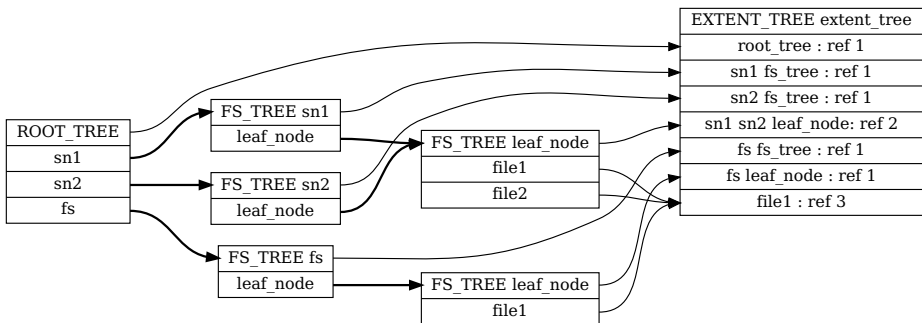 ROOT_TREE
sn1
sn2
fs
FS_TREE sn1
leaf_node
FS_TREE sn2
leaf_node
FS_TREE fs
leaf_node
FS_TREE leaf_node
file1
file2
FS_TREE leaf_node
file1
EXTENT_TREE extent_tree
root_tree : ref 1
sn1 fs_tree : ref 1
sn2 fs_tree : ref 1
sn1 sn2 leaf_node: ref 2
fs fs_tree : ref 1
fs leaf_node : ref 1
file1 : ref 3